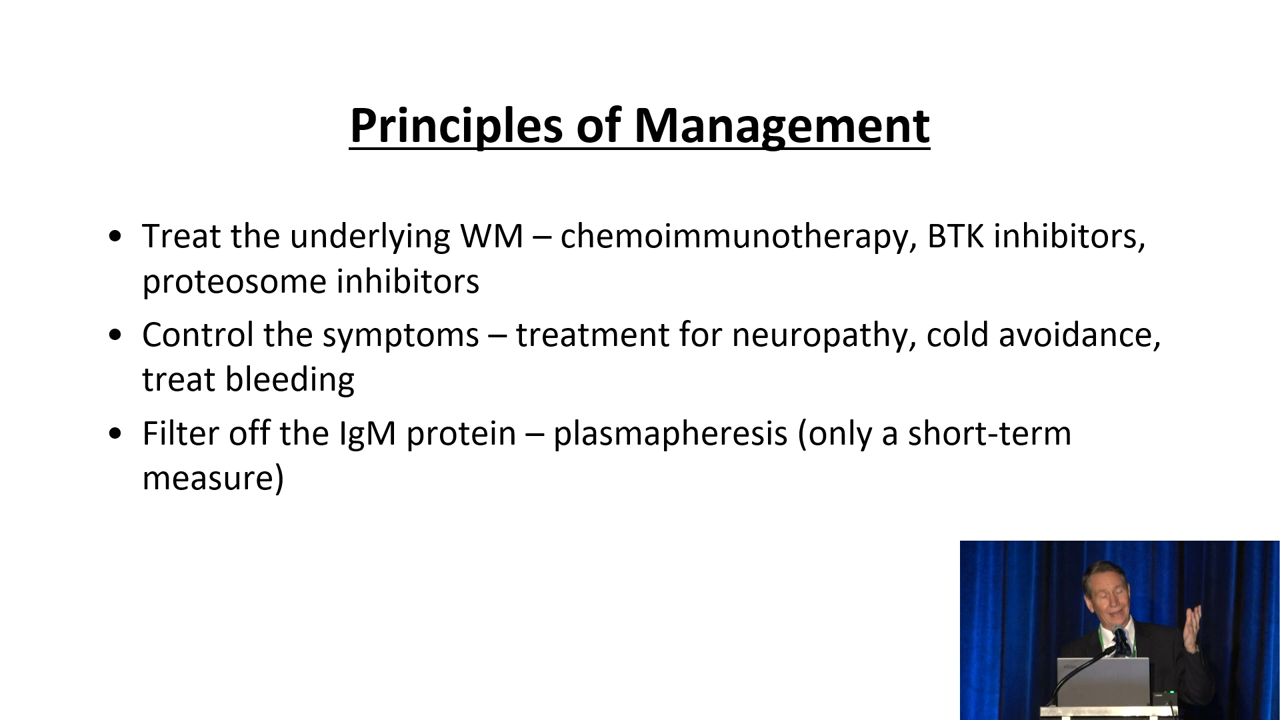 Principles of Management
• Treat the underlying WM – chemoimmunotherapy, BTK inhibitors,
proteosome inhibitors
• Control the symptoms – treatment for neuropathy, cold avoidance,
treat bleeding
• Filter off the IgM protein – plasmapheresis (only a short-term
measure)